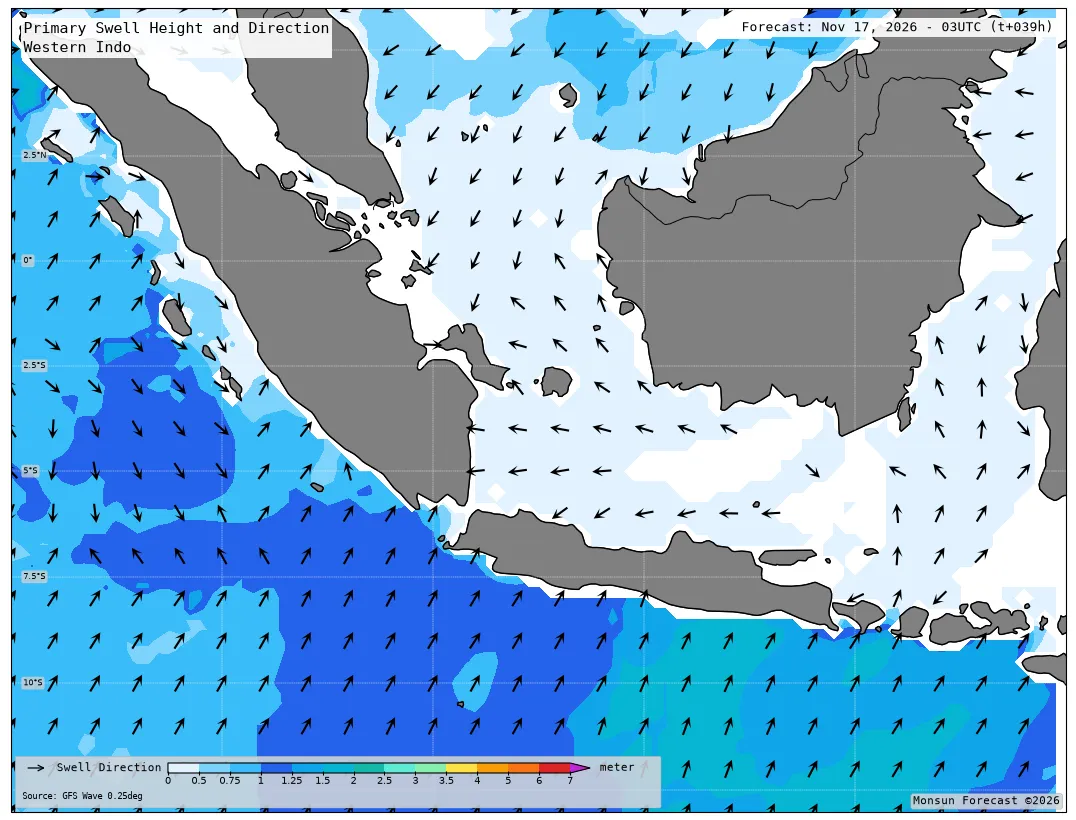 Primary Swell Height and Direction
Western Indo
Forecast: Nov 17, 2026 - 03UTC (t+039h)
2.5°N
0°
2.5°S
5°S
7.5°S
10°S
Swell Direction
0 0.5 0.75 1 1.25 1.5 2 2.5 3 3.5 4 5 6 7
meter
Source: GFS Wave 0.25deg
Monsun Forecast ©2026